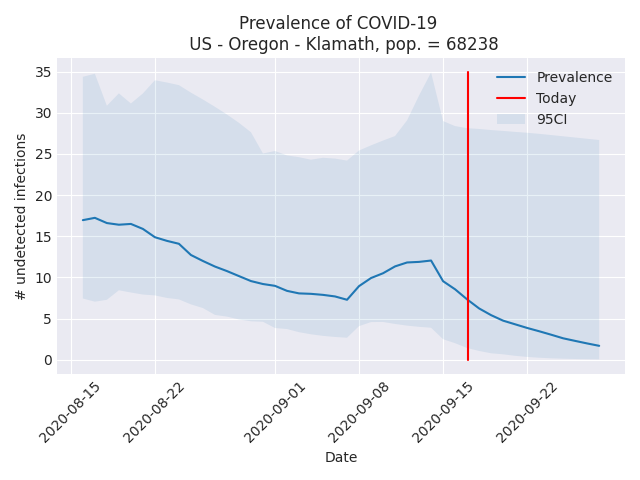 Prevalence of COVID-19
US - Oregon - Klamath, pop. = 68238
# undetected infections
35
30
25
20
15
10
5
0
Prevalence
Today
95CI
2020-08-15
2020-08-22
2020-09-01
2020-09-08
2020-09-15
2020-09-22
Date